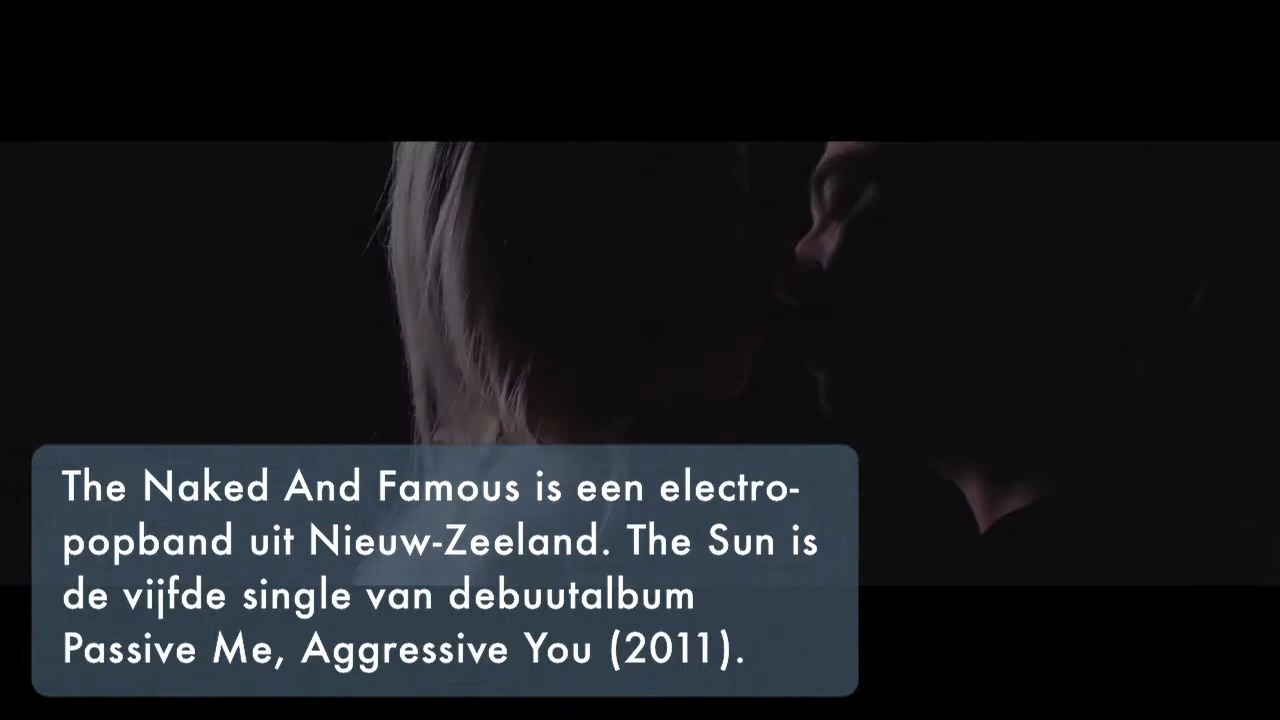 The Naked And Famous is een electro-
popband uit Nieuw-Zeeland. The Sun is
de vijfde single van debuutalbum
Passive Me, Aggressive You (2011).